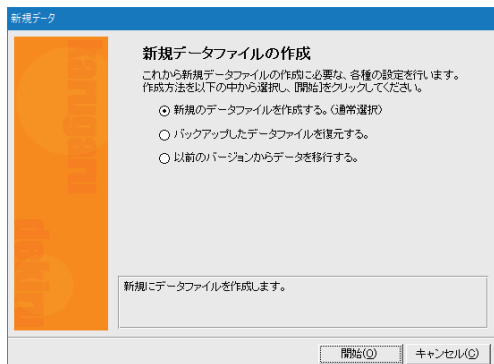 新規データ
新規データファイルの作成
これから新規データファイルの作成に必要な、各種の設定を行います。
作成方法を以下の中から選択し、[開始]をクリックしてください。
新規のデータファイルを作成する。(通常選択)
バックアップしたデータファイルを復元する。
以前のバージョンからデータを移行する。
karugaru
dekiru
新規にデータファイルを作成します。
開始(O)
キャンセル(C)